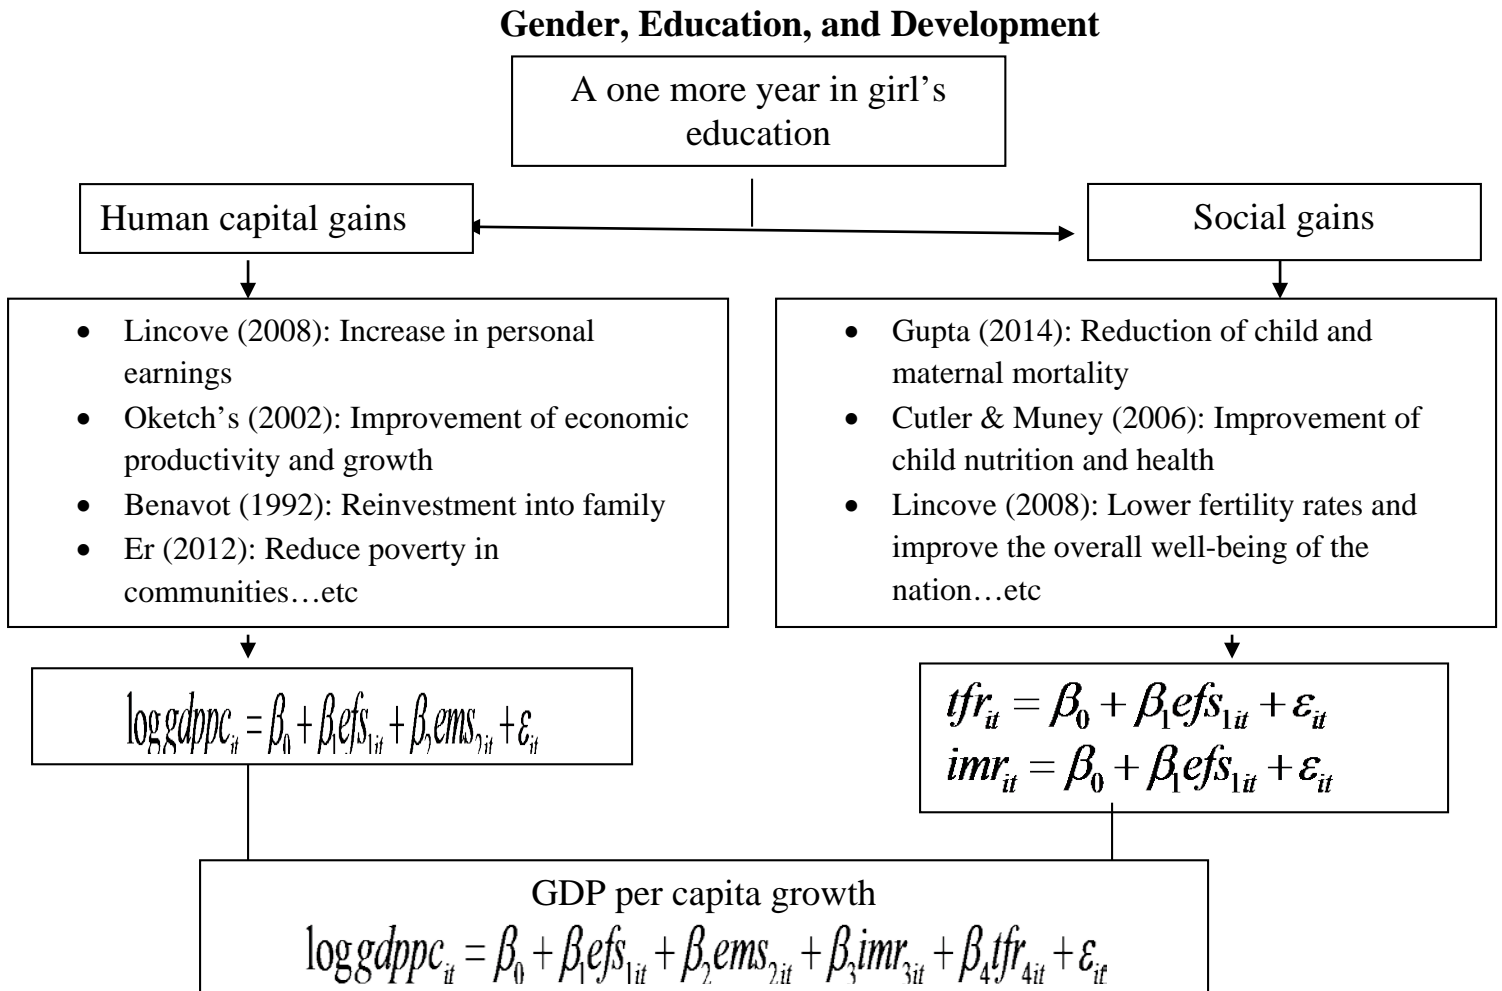 Gender, Education, and Development
A one more year in girl’s
education
Human capital gains
Social gains
• Lincove (2008): Increase in personal
earnings
• Oketch’s (2002): Improvement of economic
productivity and growth
• Benavot (1992): Reinvestment into family
• Er (2012): Reduce poverty in
communities…etc
• Gupta (2014): Reduction of child and
maternal mortality
• Cutler & Muney (2006): Improvement of
child nutrition and health
• Lincove (2008): Lower fertility rates and
improve the overall well-being of the
nation…etc
log gdppc_it = β_0 + β_1 efs_1it + β_2 ems_2it + ε_it
tfr_it = β_0 + β_1 efs_1it + ε_it
imr_it = β_0 + β_1 efs_1it + ε_it
GDP per capita growth
log gdppc_it = β_0 + β_1 efs_1it + β_2 ems_2it + β_3 imr_3it + β_4 tfr_4it + ε_it